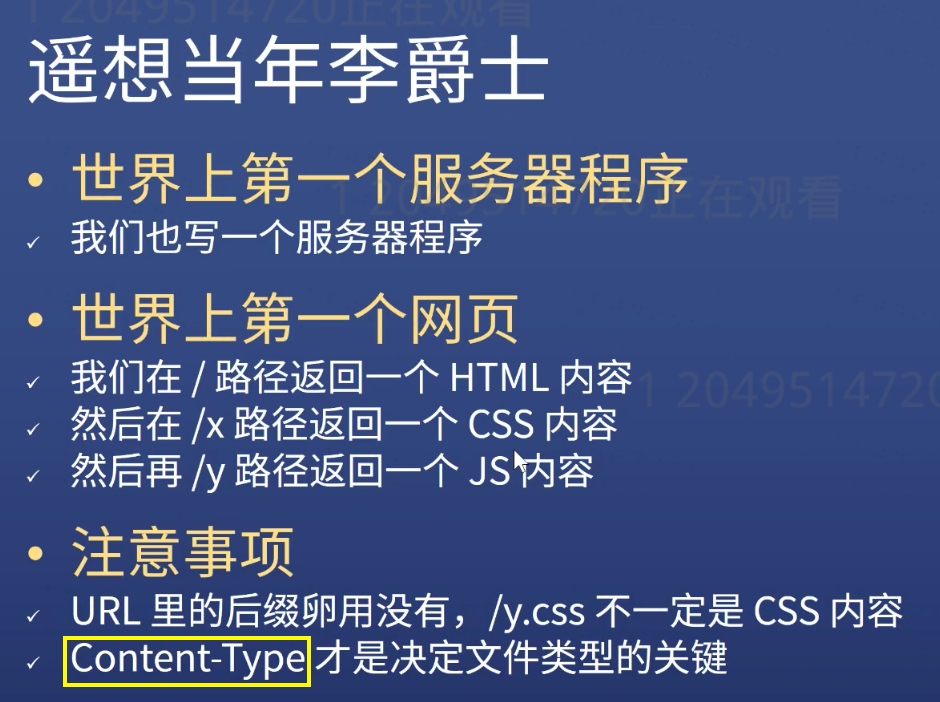 1 2049514720正在观看
遥想当年李爵士
• 世界上第一个服务器程序
1 2049514720正在观看
✓ 我们也写一个服务器程序
• 世界上第一个网页
✓ 我们在 / 路径返回一个 HTML 内容
1 2049514720
✓ 然后在 /x 路径返回一个 CSS 内容
✓ 然后再 /y 路径返回一个 JS 内容
• 注意事项
✓ URL 里的后缀卵用没有，/y.css 不一定是 CSS 内容
✓ Content-Type 才是决定文件类型的关键